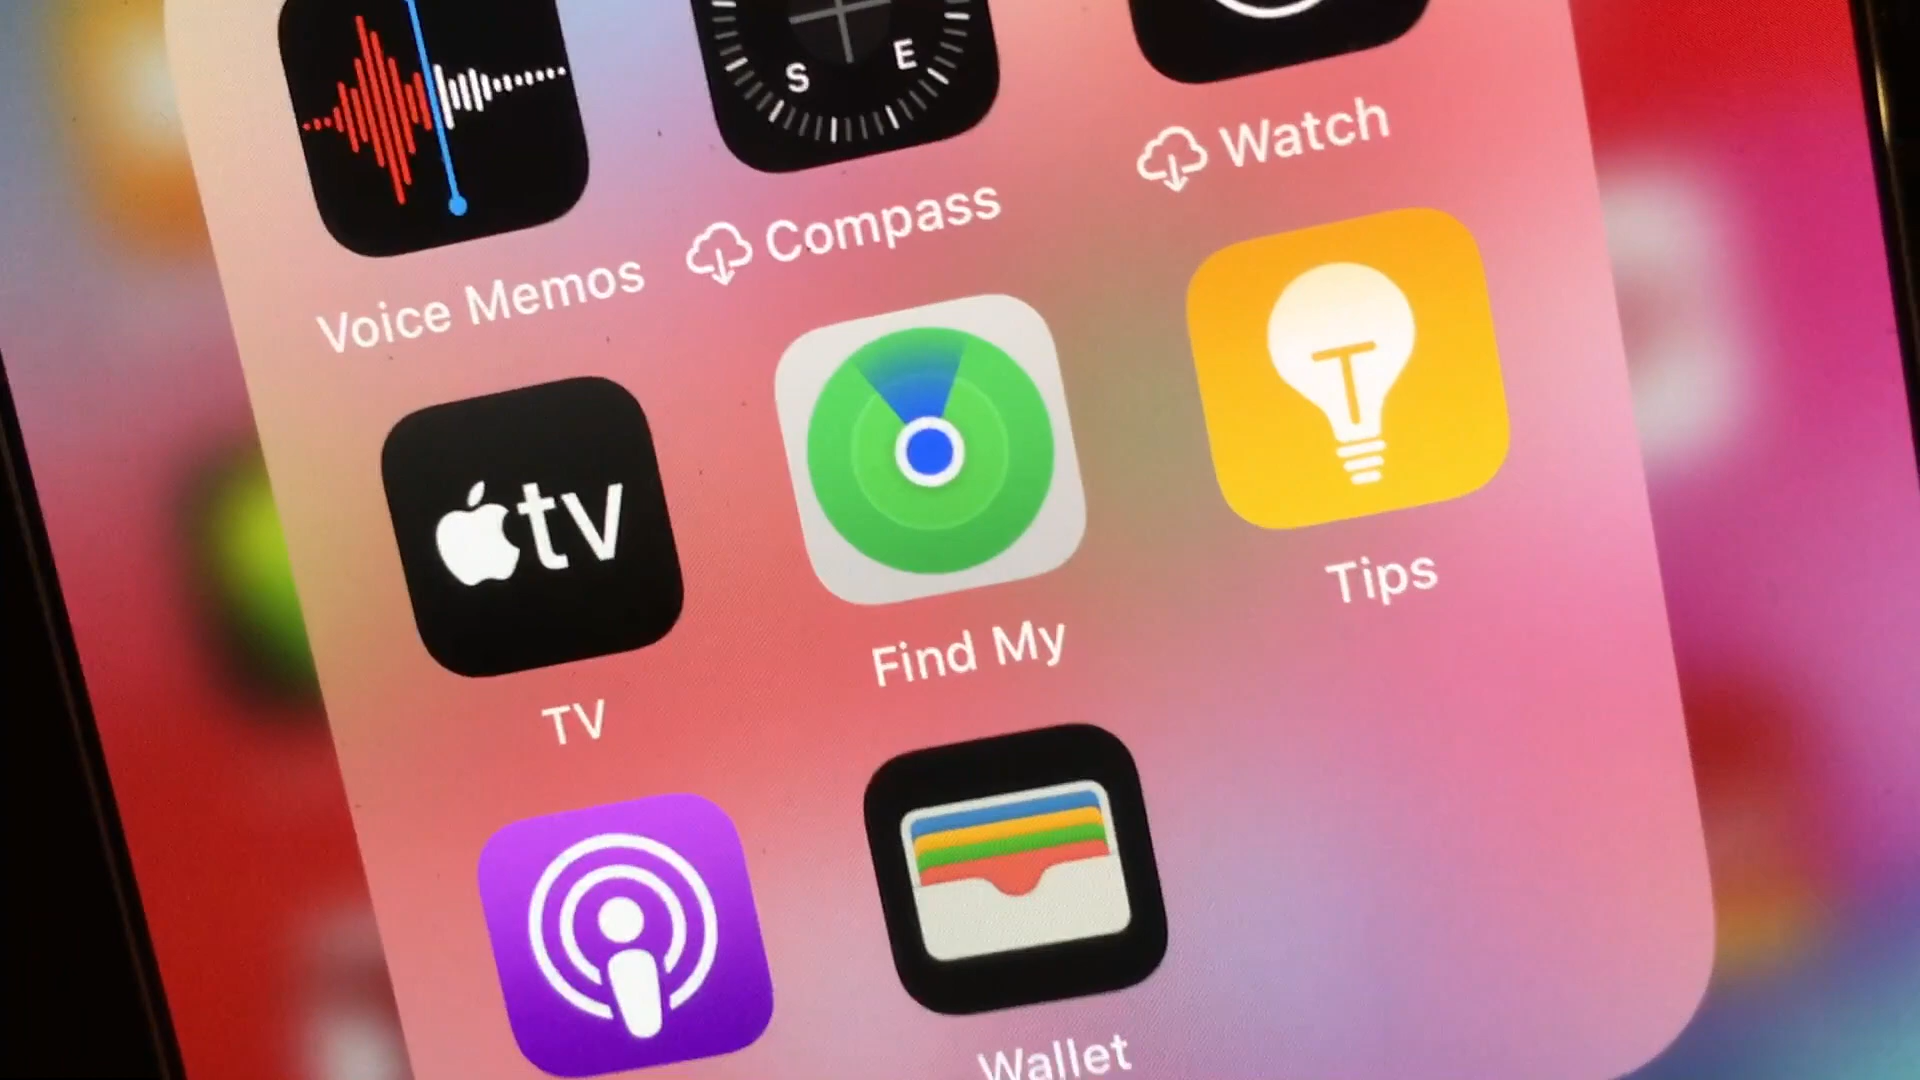 S E
Voice Memos
Compass
Watch
tv
T
TV
Find My
Tips
Wallet